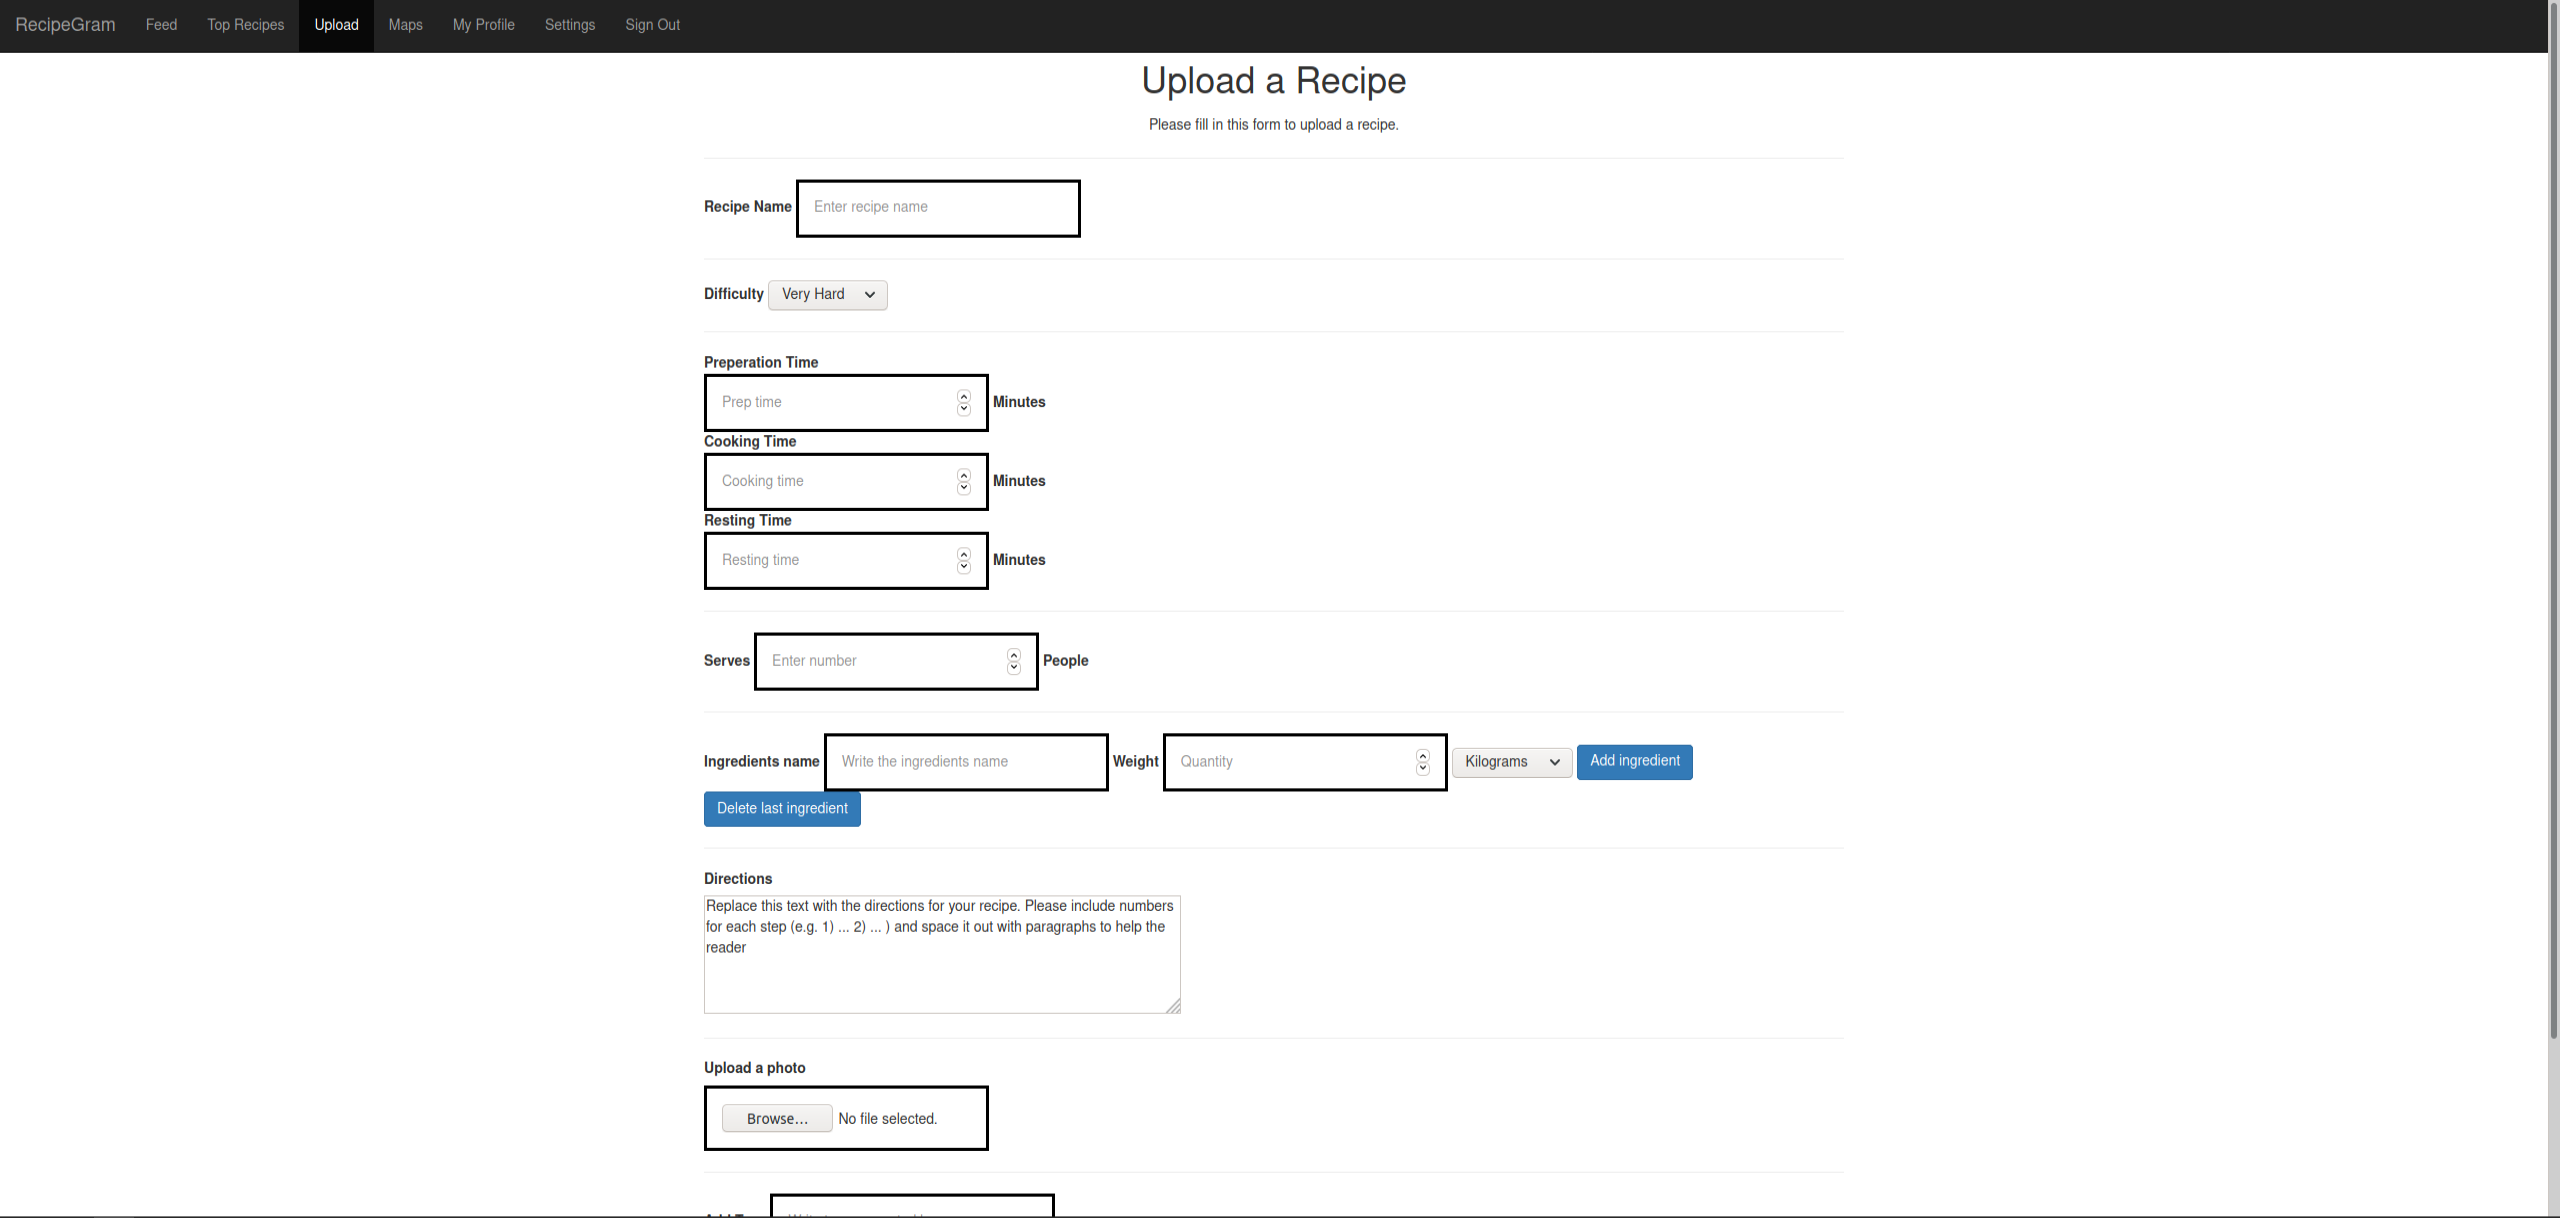 RecipeGram Feed Top Recipes Upload Maps My Profile Settings Sign Out
Upload a Recipe
Please fill in this form to upload a recipe.
Recipe Name Enter recipe name
Difficulty Very Hard
Preperation Time
Prep time Minutes
Cooking Time
Cooking time Minutes
Resting Time
Resting time Minutes
Serves Enter number People
Ingredients name Write the ingredients name Weight Quantity Kilograms Add ingredient
Delete last ingredient
Directions
Replace this text with the directions for your recipe. Please include numbers
for each step (e.g. 1) ... 2) ... ) and space it out with paragraphs to help the
reader
Upload a photo
Browse... No file selected.